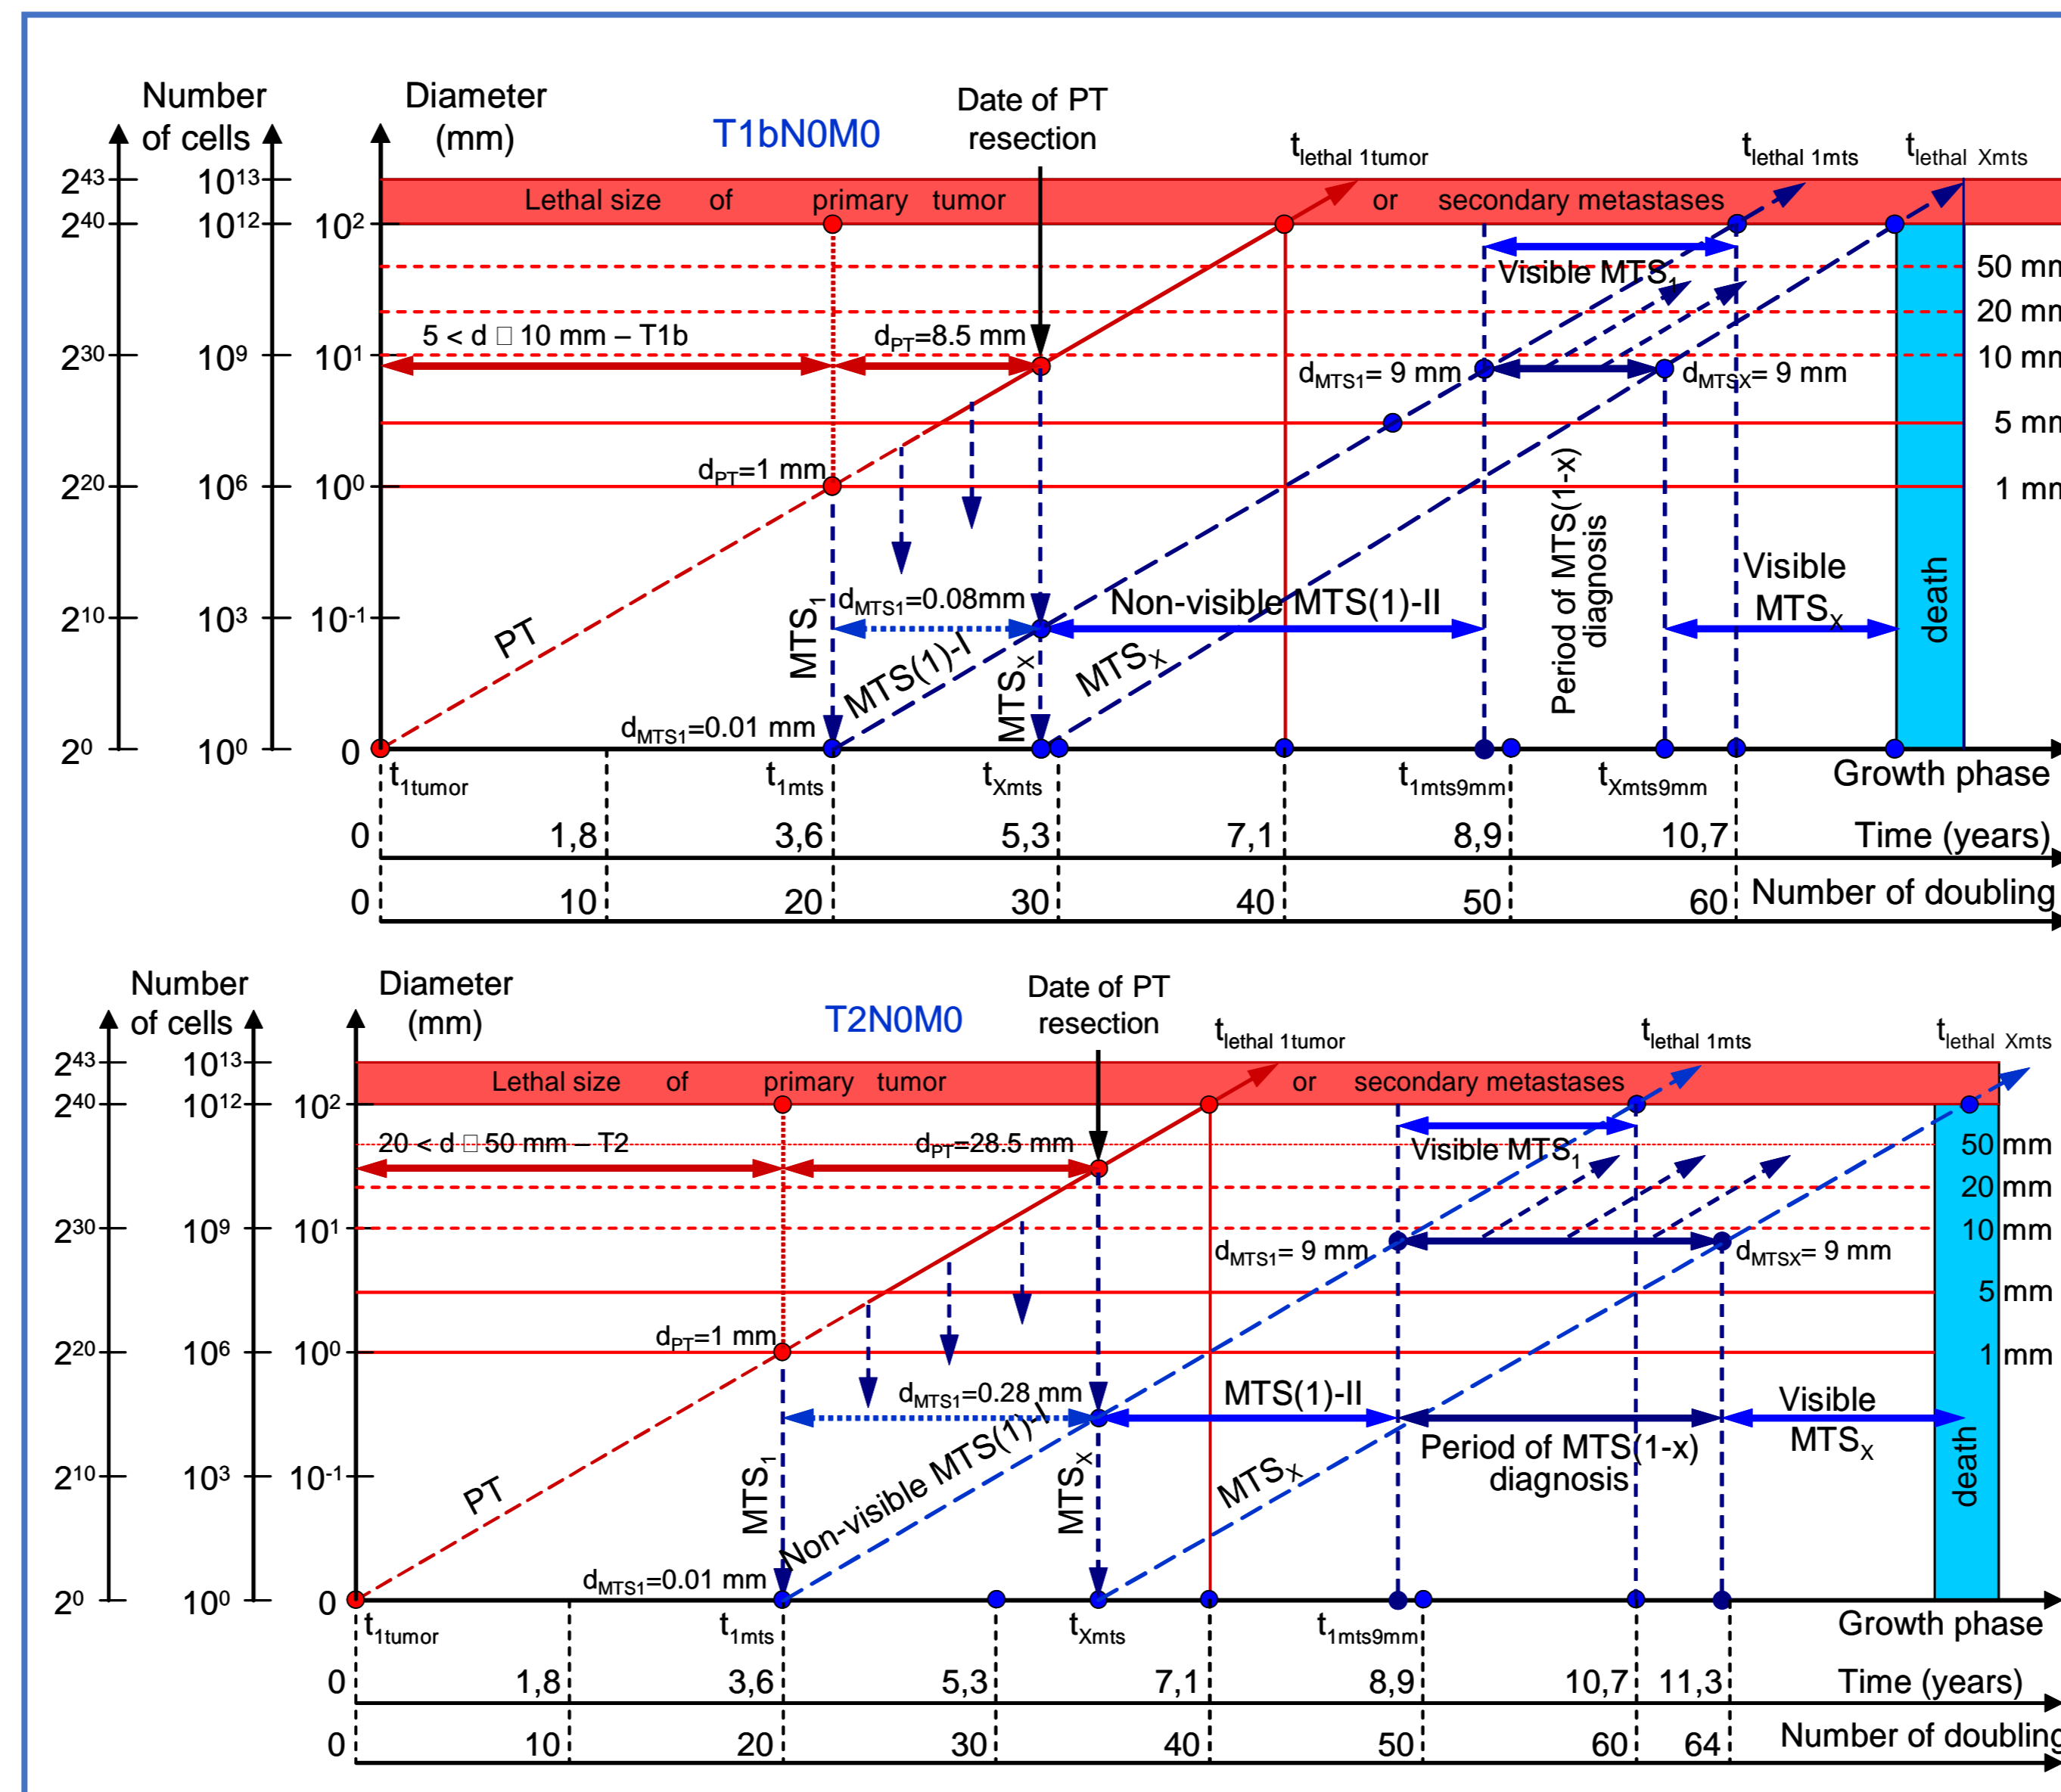 Number
of cells
Diameter
(mm)
T1bN0M0
Date of PT
resection
t lethal 1tumor
t lethal 1mts
t lethal Xmts
2^43
10^13
Lethal size of primary tumor or secondary metastases
2^40
10^12
10^2
Visible MTS1
50 mm
20 mm
5 < d □ 10 mm – T1b
dPT=8.5 mm
2^30
10^9
10^1
10 mm
dMTS1= 9 mm
dMTSX= 9 mm
5 mm
dPT=1 mm
2^20
10^6
10^0
1 mm
Period of MTS(1-x)
diagnosis
Visible
MTSX
death
dMTS1=0.08mm
Non-visible MTS(1)-II
2^10
10^3
10^-1
PT
MTS1
MTS(1)-I
MTSX
MTSX
dMTS1=0.01 mm
2^0
10^0
0
t1tumor
t1mts
tXmts
t1mts9mm
tXmts9mm
Growth phase
0 1,8 3,6 5,3 7,1 8,9 10,7 Time (years)
0 10 20 30 40 50 60 Number of doubling
Number
of cells
Diameter
(mm)
T2N0M0
Date of PT
resection
t lethal 1tumor
t lethal 1mts
t lethal Xmts
2^43
10^13
Lethal size of primary tumor or secondary metastases
2^40
10^12
10^2
20 < d □ 50 mm – T2
dPT=28.5 mm
Visible MTS1
50 mm
20 mm
2^30
10^9
10^1
10 mm
dMTS1= 9 mm
dMTSX= 9 mm
5 mm
dPT=1 mm
2^20
10^6
10^0
1 mm
dMTS1=0.28 mm
MTS(1)-II
Visible
MTSX
Period of MTS(1-x)
diagnosis
death
2^10
10^3
10^-1
PT
MTS1
Non-visible MTS(1)-I
MTSX
MTSX
dMTS1=0.01 mm
2^0
10^0
0
t1tumor
t1mts
tXmts
t1mts9mm
Growth phase
0 1,8 3,6 5,3 7,1 8,9 10,7 11,3 Time (years)
0 10 20 30 40 50 60 64 Number of doubling